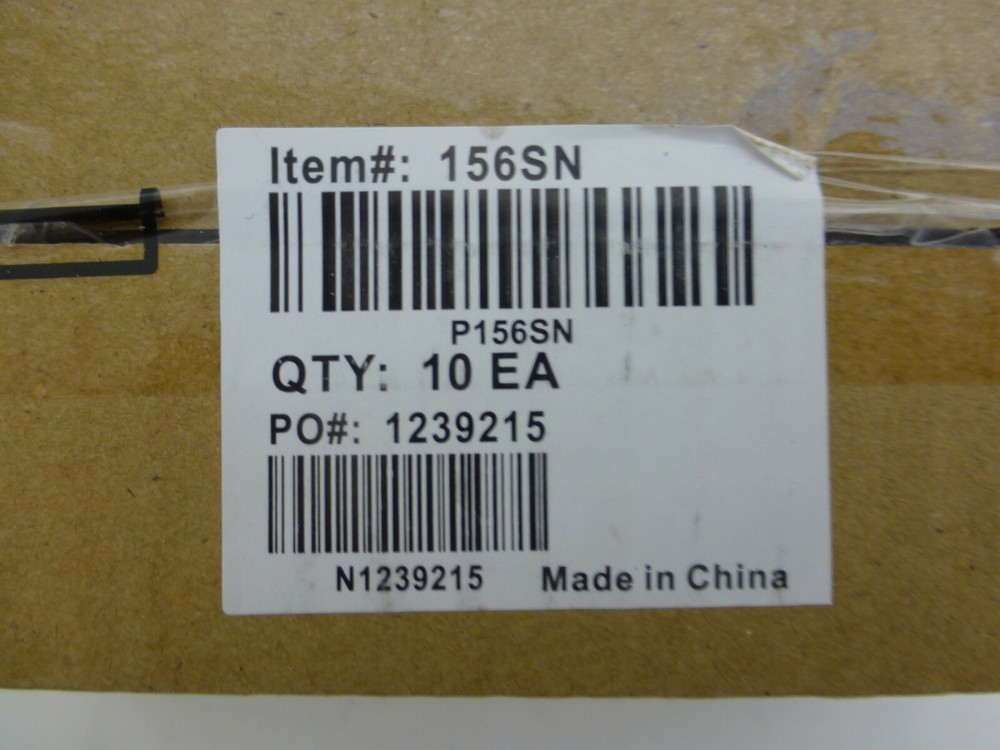 Item#: 156SN
P156SN
QTY: 10 EA
PO#: 1239215
N1239215 Made in China